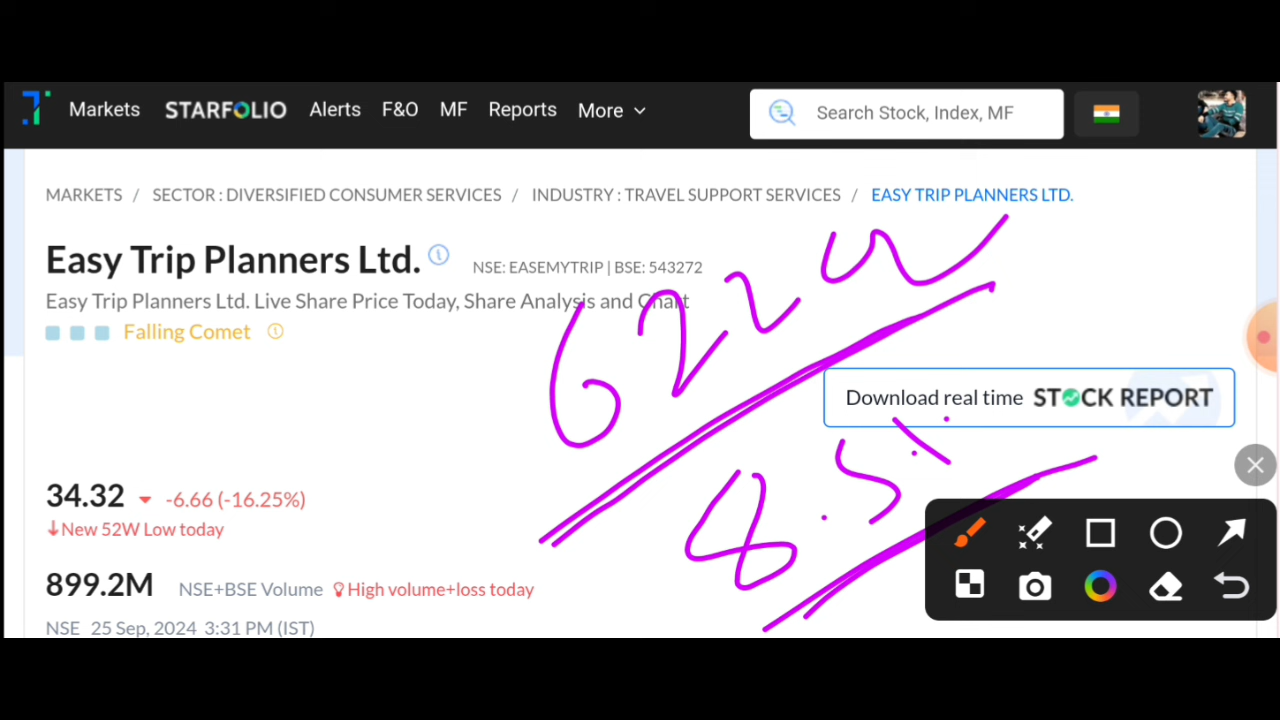 Markets STARFOLIO Alerts F&O MF Reports More Search Stock, Index, MF
MARKETS / SECTOR : DIVERSIFIED CONSUMER SERVICES / INDUSTRY : TRAVEL SUPPORT SERVICES / EASY TRIP PLANNERS LTD.
Easy Trip Planners Ltd. NSE: EASEMYTRIP | BSE: 543272
Easy Trip Planners Ltd. Live Share Price Today, Share Analysis and Chart
Falling Comet
622
Download real time STOCK REPORT
8.5%
34.32 -6.66 (-16.25%)
New 52W Low today
899.2M NSE+BSE Volume High volume+loss today
NSE 25 Sep, 2024 3:31 PM (IST)